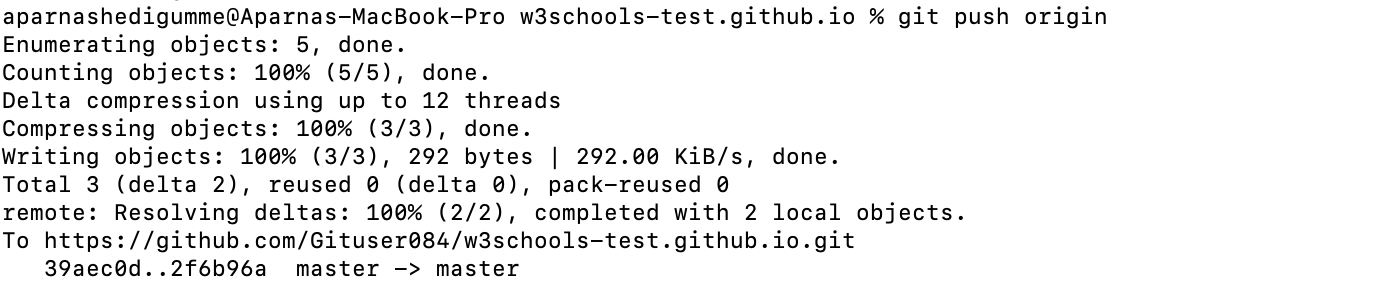 aparnashedigumme@Aparnas-MacBook-Pro w3schools-test.github.io % git push origin
Enumerating objects: 5, done.
Counting objects: 100% (5/5), done.
Delta compression using up to 12 threads
Compressing objects: 100% (3/3), done.
Writing objects: 100% (3/3), 292 bytes | 292.00 KiB/s, done.
Total 3 (delta 2), reused 0 (delta 0), pack-reused 0
remote: Resolving deltas: 100% (2/2), completed with 2 local objects.
To https://github.com/Gituser084/w3schools-test.github.io.git
   39aec0d..2f6b96a  master -> master